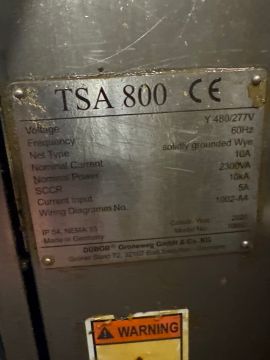 TSA 800 CE
Voltage Y 480/277V
Frequency 60Hz
Net Type solidly grounded Wye
Nominal Current 10A
Nominal Power 2300VA
SCCR 10kA
Current Input 5A
Wiring Diagramm No. 1002-A4
IP 54, NEMA
Made in Germany
DÜBÖR® Groneweg GmbH & Co. KG
WARNING